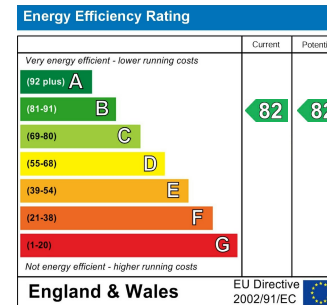 Energy Efficiency Rating
Current Potenti
Very energy efficient - lower running costs
(92 plus) A
(81-91) B 82 82
(69-80) C
(55-68) D
(39-54) E
(21-38) F
(1-20) G
Not energy efficient - higher running costs
England & Wales
EU Directive
2002/91/EC